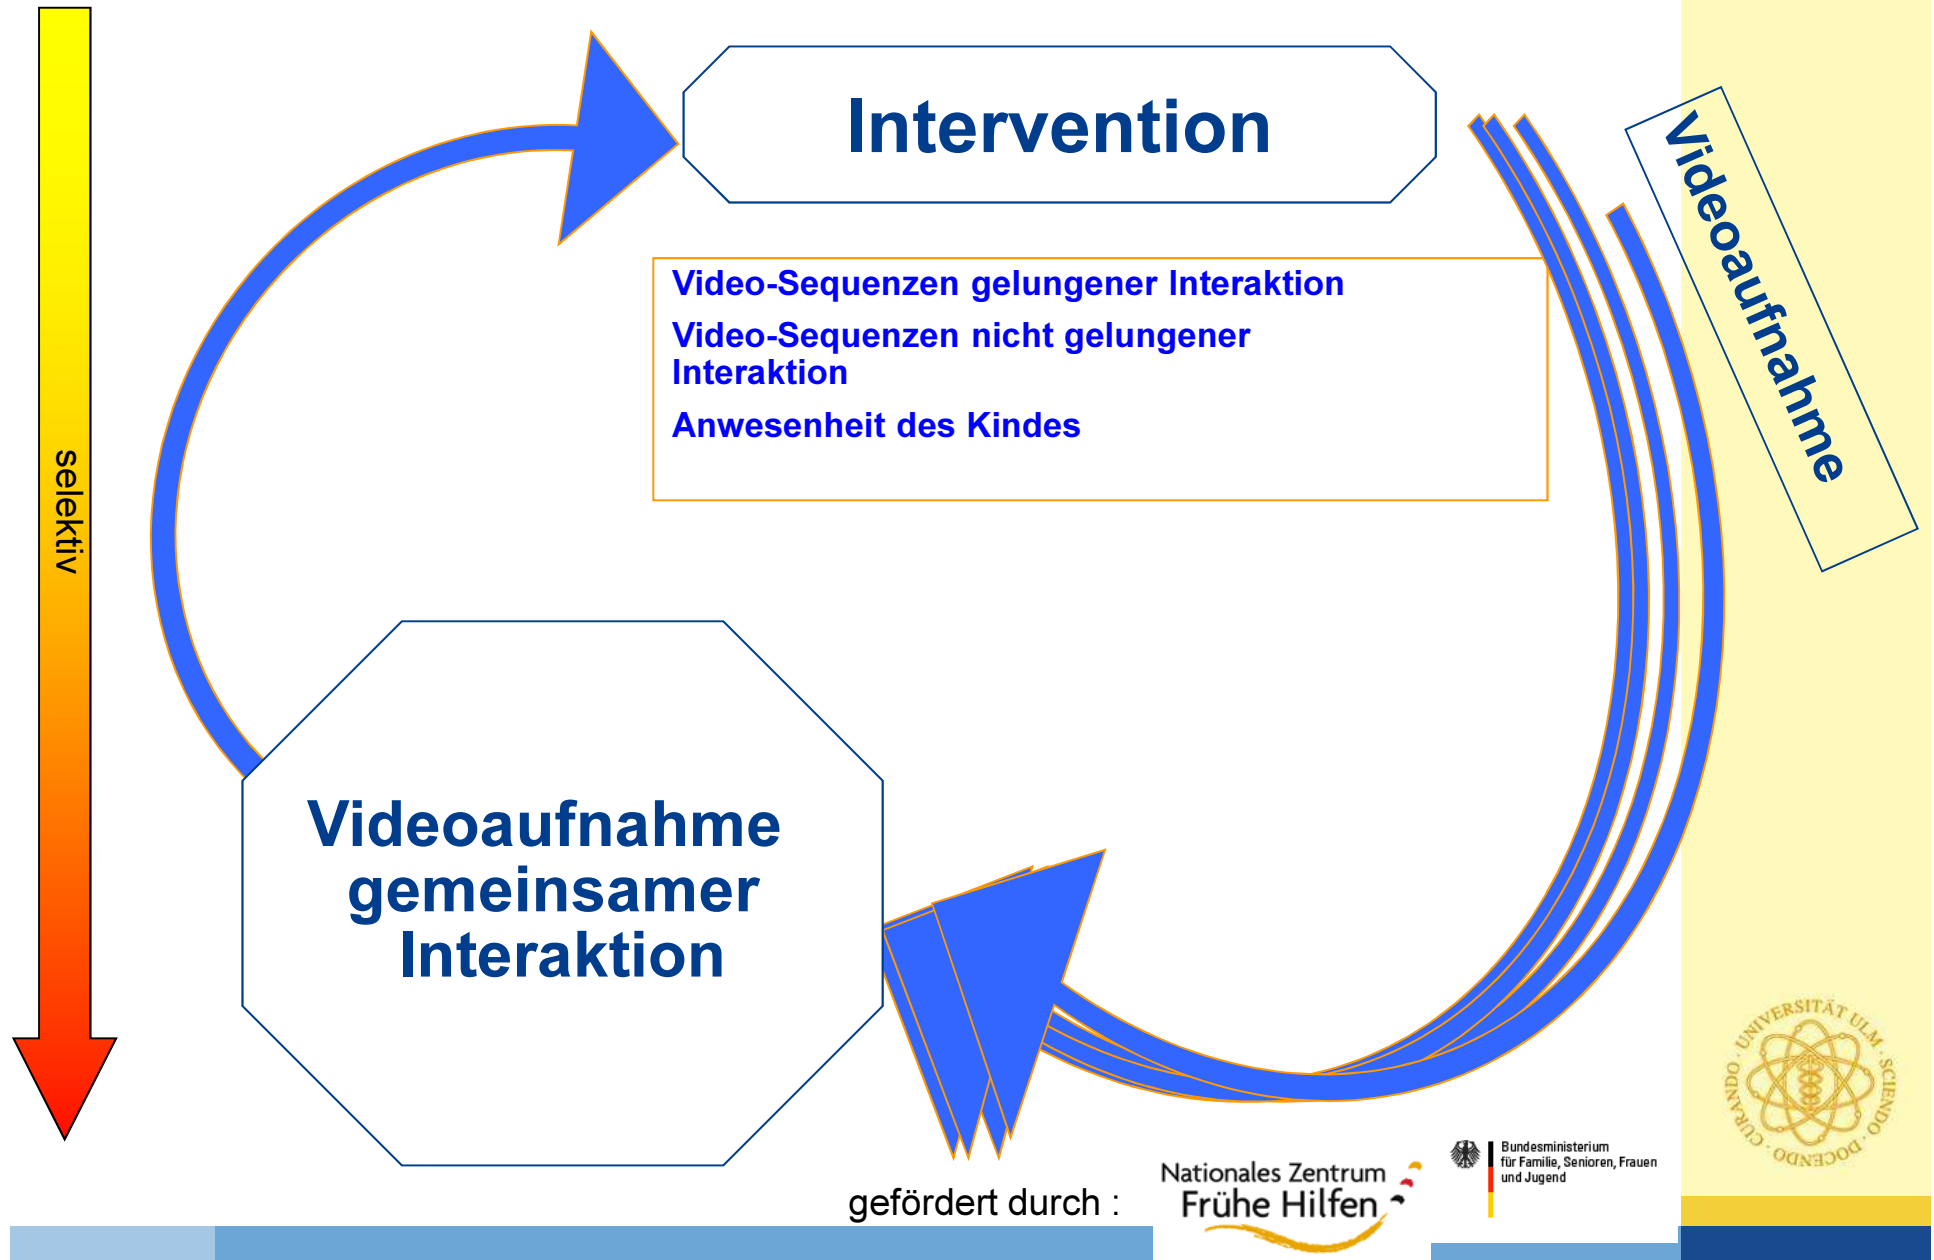 Intervention
Videoaufnahme
Video-Sequenzen gelungener Interaktion
Video-Sequenzen nicht gelungener
Interaktion
Anwesenheit des Kindes
selektiv
Videoaufnahme
gemeinsamer
Interaktion
gefördert durch :
Nationales Zentrum
Frühe Hilfen
Bundesministerium
für Familie, Senioren, Frauen
und Jugend
UNIVERSITÄT ULM · SCIENDO · DOCENDO · CURANDO ·